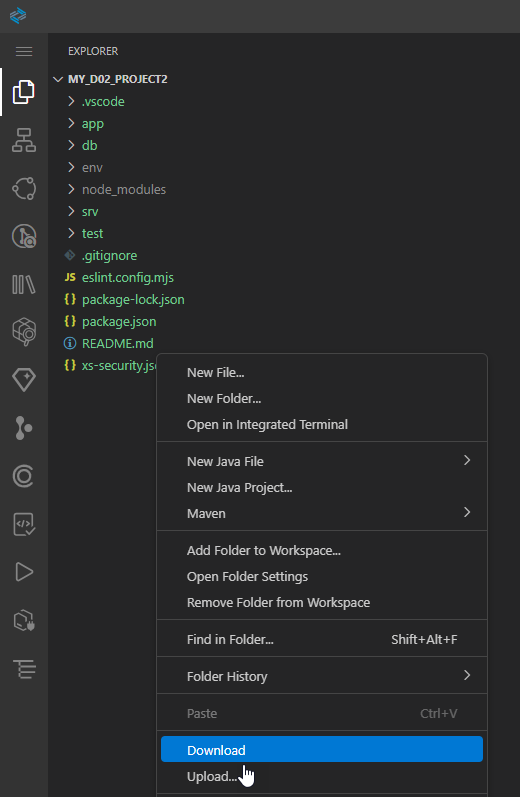 EXPLORER
MY_D02_PROJECT2
.vscode
app
db
env
node_modules
srv
test
.gitignore
JS eslint.config.mjs
{} package-lock.json
{} package.json
README.md
{} xs-security.jso
New File...
New Folder...
Open in Integrated Terminal
New Java File
New Java Project...
Maven
Add Folder to Workspace...
Open Folder Settings
Remove Folder from Workspace
Find in Folder... Shift+Alt+F
Folder History
Paste Ctrl+V
Download
Upload...